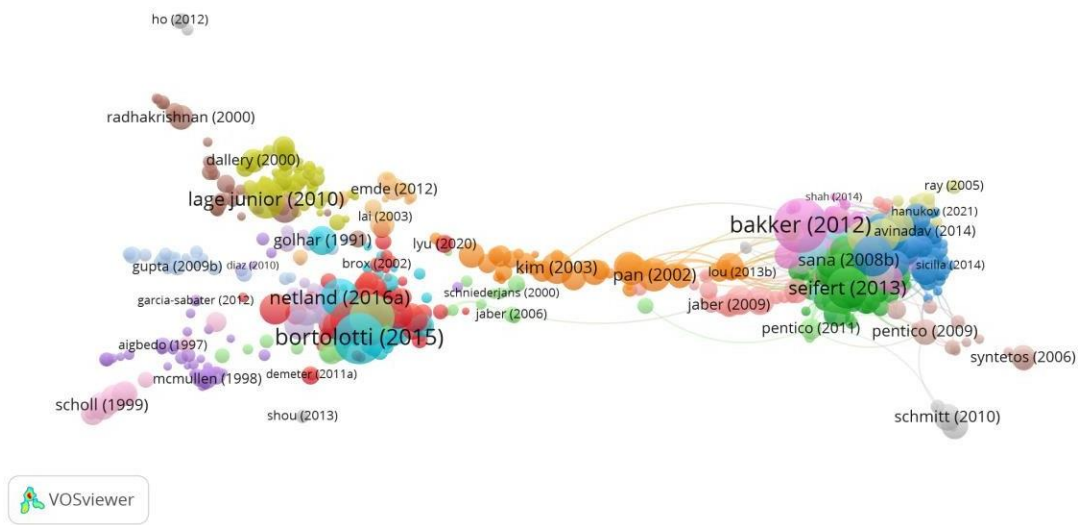 ho (2012)
radhakrishnan (2000)
dallery (2000)
emde (2012)
lage junior (2010)
lai (2003)
golhar (1991)
lyu (2020)
brox (2002)
gupta (2009b)
diaz (2010)
kim (2003)
pan (2002)
lou (2013b)
schniederjans (2000)
garcia-sabater (2012)
netland (2016a)
jaber (2006)
jaber (2009)
bortolotti (2015)
aigbedo (1997)
mcmullen (1998)
demeter (2011a)
scholl (1999)
shou (2013)
shah (2014)
ray (2005)
hanukov (2021)
bakker (2012)
avinadav (2014)
sana (2008b)
sicilla (2014)
seifert (2013)
pentico (2011)
pentico (2009)
syntetos (2006)
schmitt (2010)
VOSviewer